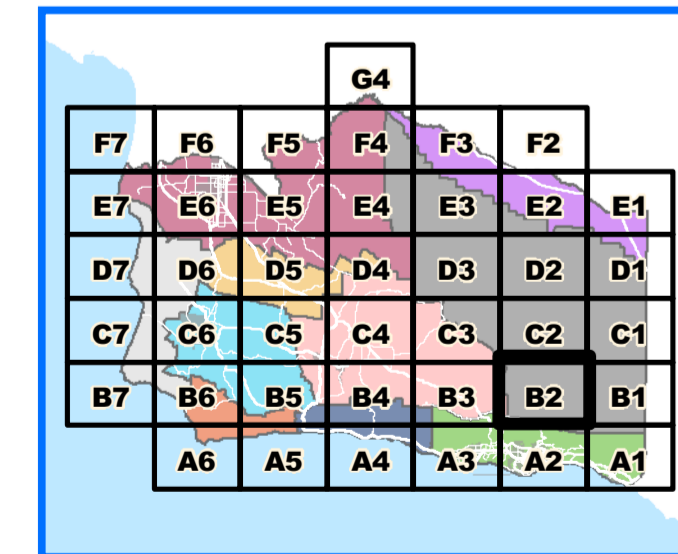 G4
F7 F6 F5 F4 F3 F2
E7 E6 E5 E4 E3 E2 E1
D7 D6 D5 D4 D3 D2 D1
C7 C6 C5 C4 C3 C2 C1
B7 B6 B5 B4 B3 B2 B1
A6 A5 A4 A3 A2 A1